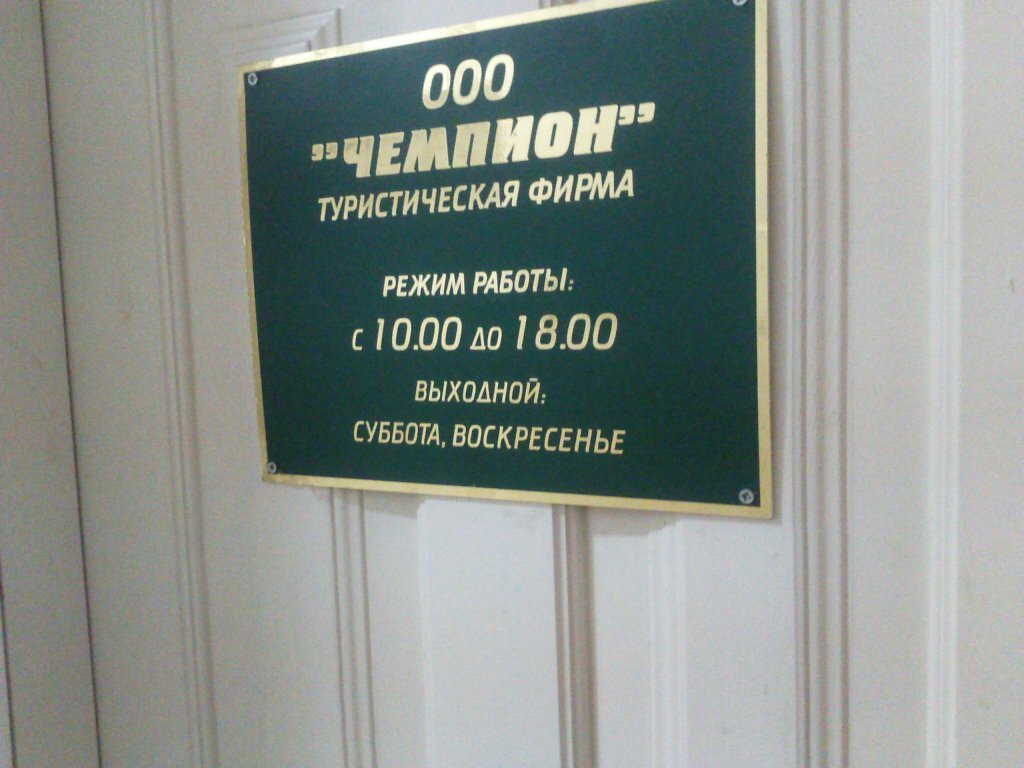 ООО
"ЧЕМПИОН"
ТУРИСТИЧЕСКАЯ ФИРМА
РЕЖИМ РАБОТЫ:
с 10.00 до 18.00
ВЫХОДНОЙ:
СУББОТА, ВОСКРЕСЕНЬЕ